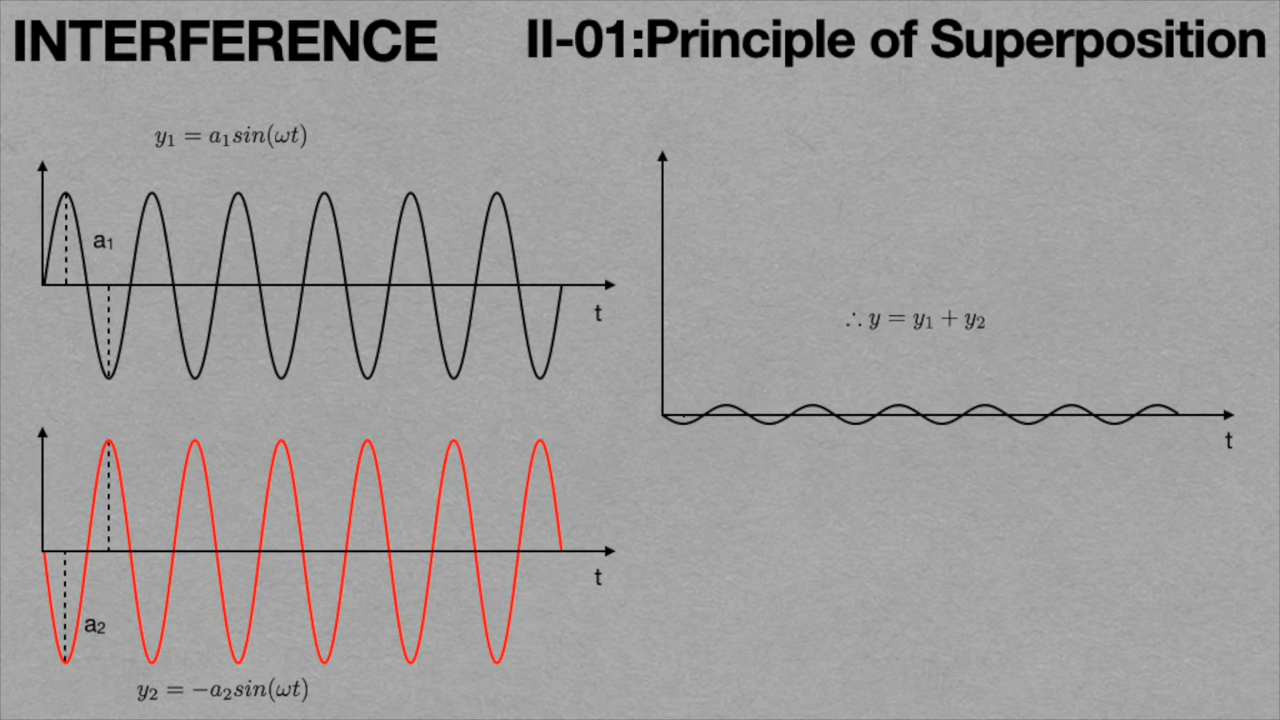 INTERFERENCE
II-01:Principle of Superposition
y₁ = a₁sin(ωt)
a₁
t
∴ y = y₁ + y₂
t
t
a₂
y₂ = −a₂sin(ωt)